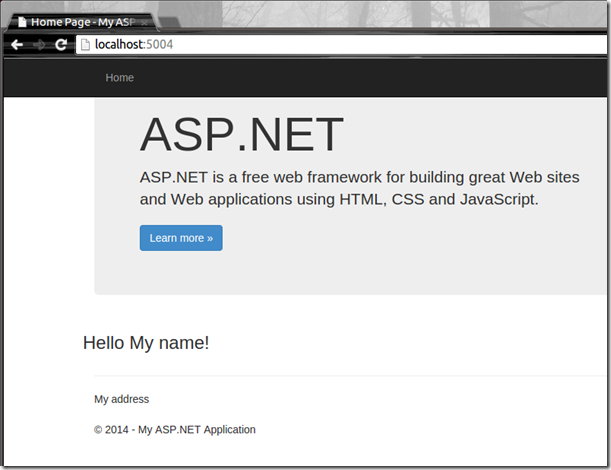 Home Page - My ASP
localhost:5004
Home
ASP.NET
ASP.NET is a free web framework for building great Web sites
and Web applications using HTML, CSS and JavaScript.
Learn more »
Hello My name!
My address
© 2014 - My ASP.NET Application